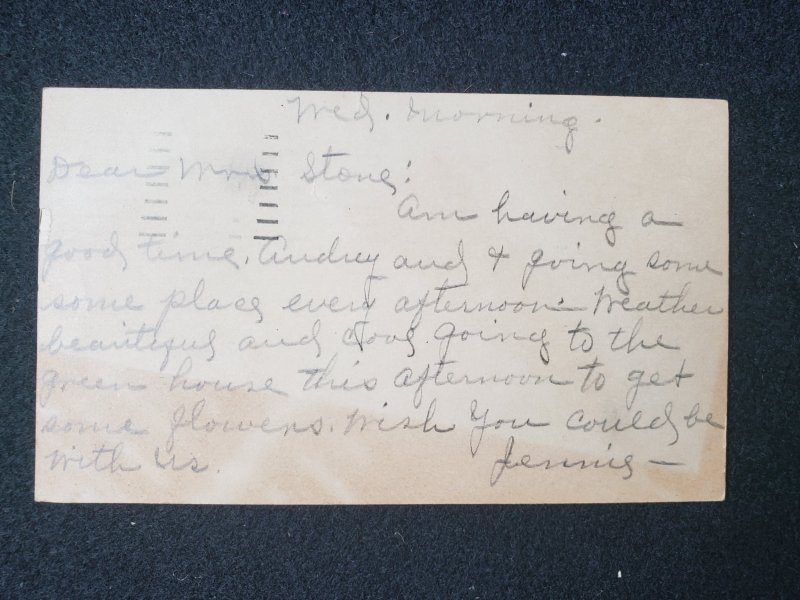 Wed. Morning.
Dear Mrs Stone:
Am having a
good time. Audrey and I going some
some place every afternoon. Weather
beautiful and cool going to the
green house this afternoon to get
some flowers. Wish you could be
with us. Jennie —